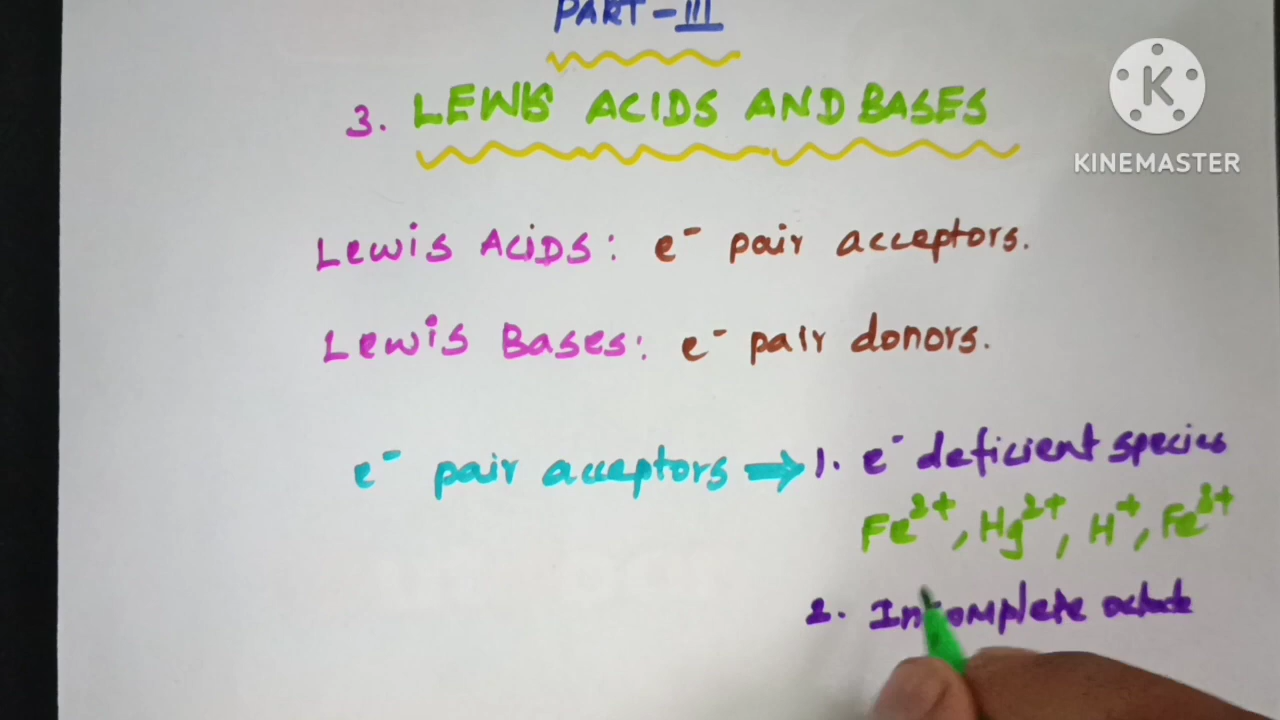 PART-III
3. LEWIS ACIDS AND BASES
KINEMASTER
Lewis Acids: e⁻ pair acceptors.
Lewis Bases: e⁻ pair donors.
e⁻ pair acceptors → 1. e⁻ deficient species
Fe²⁺, Hg²⁺, H⁺, Fe³⁺
2. Incomplete